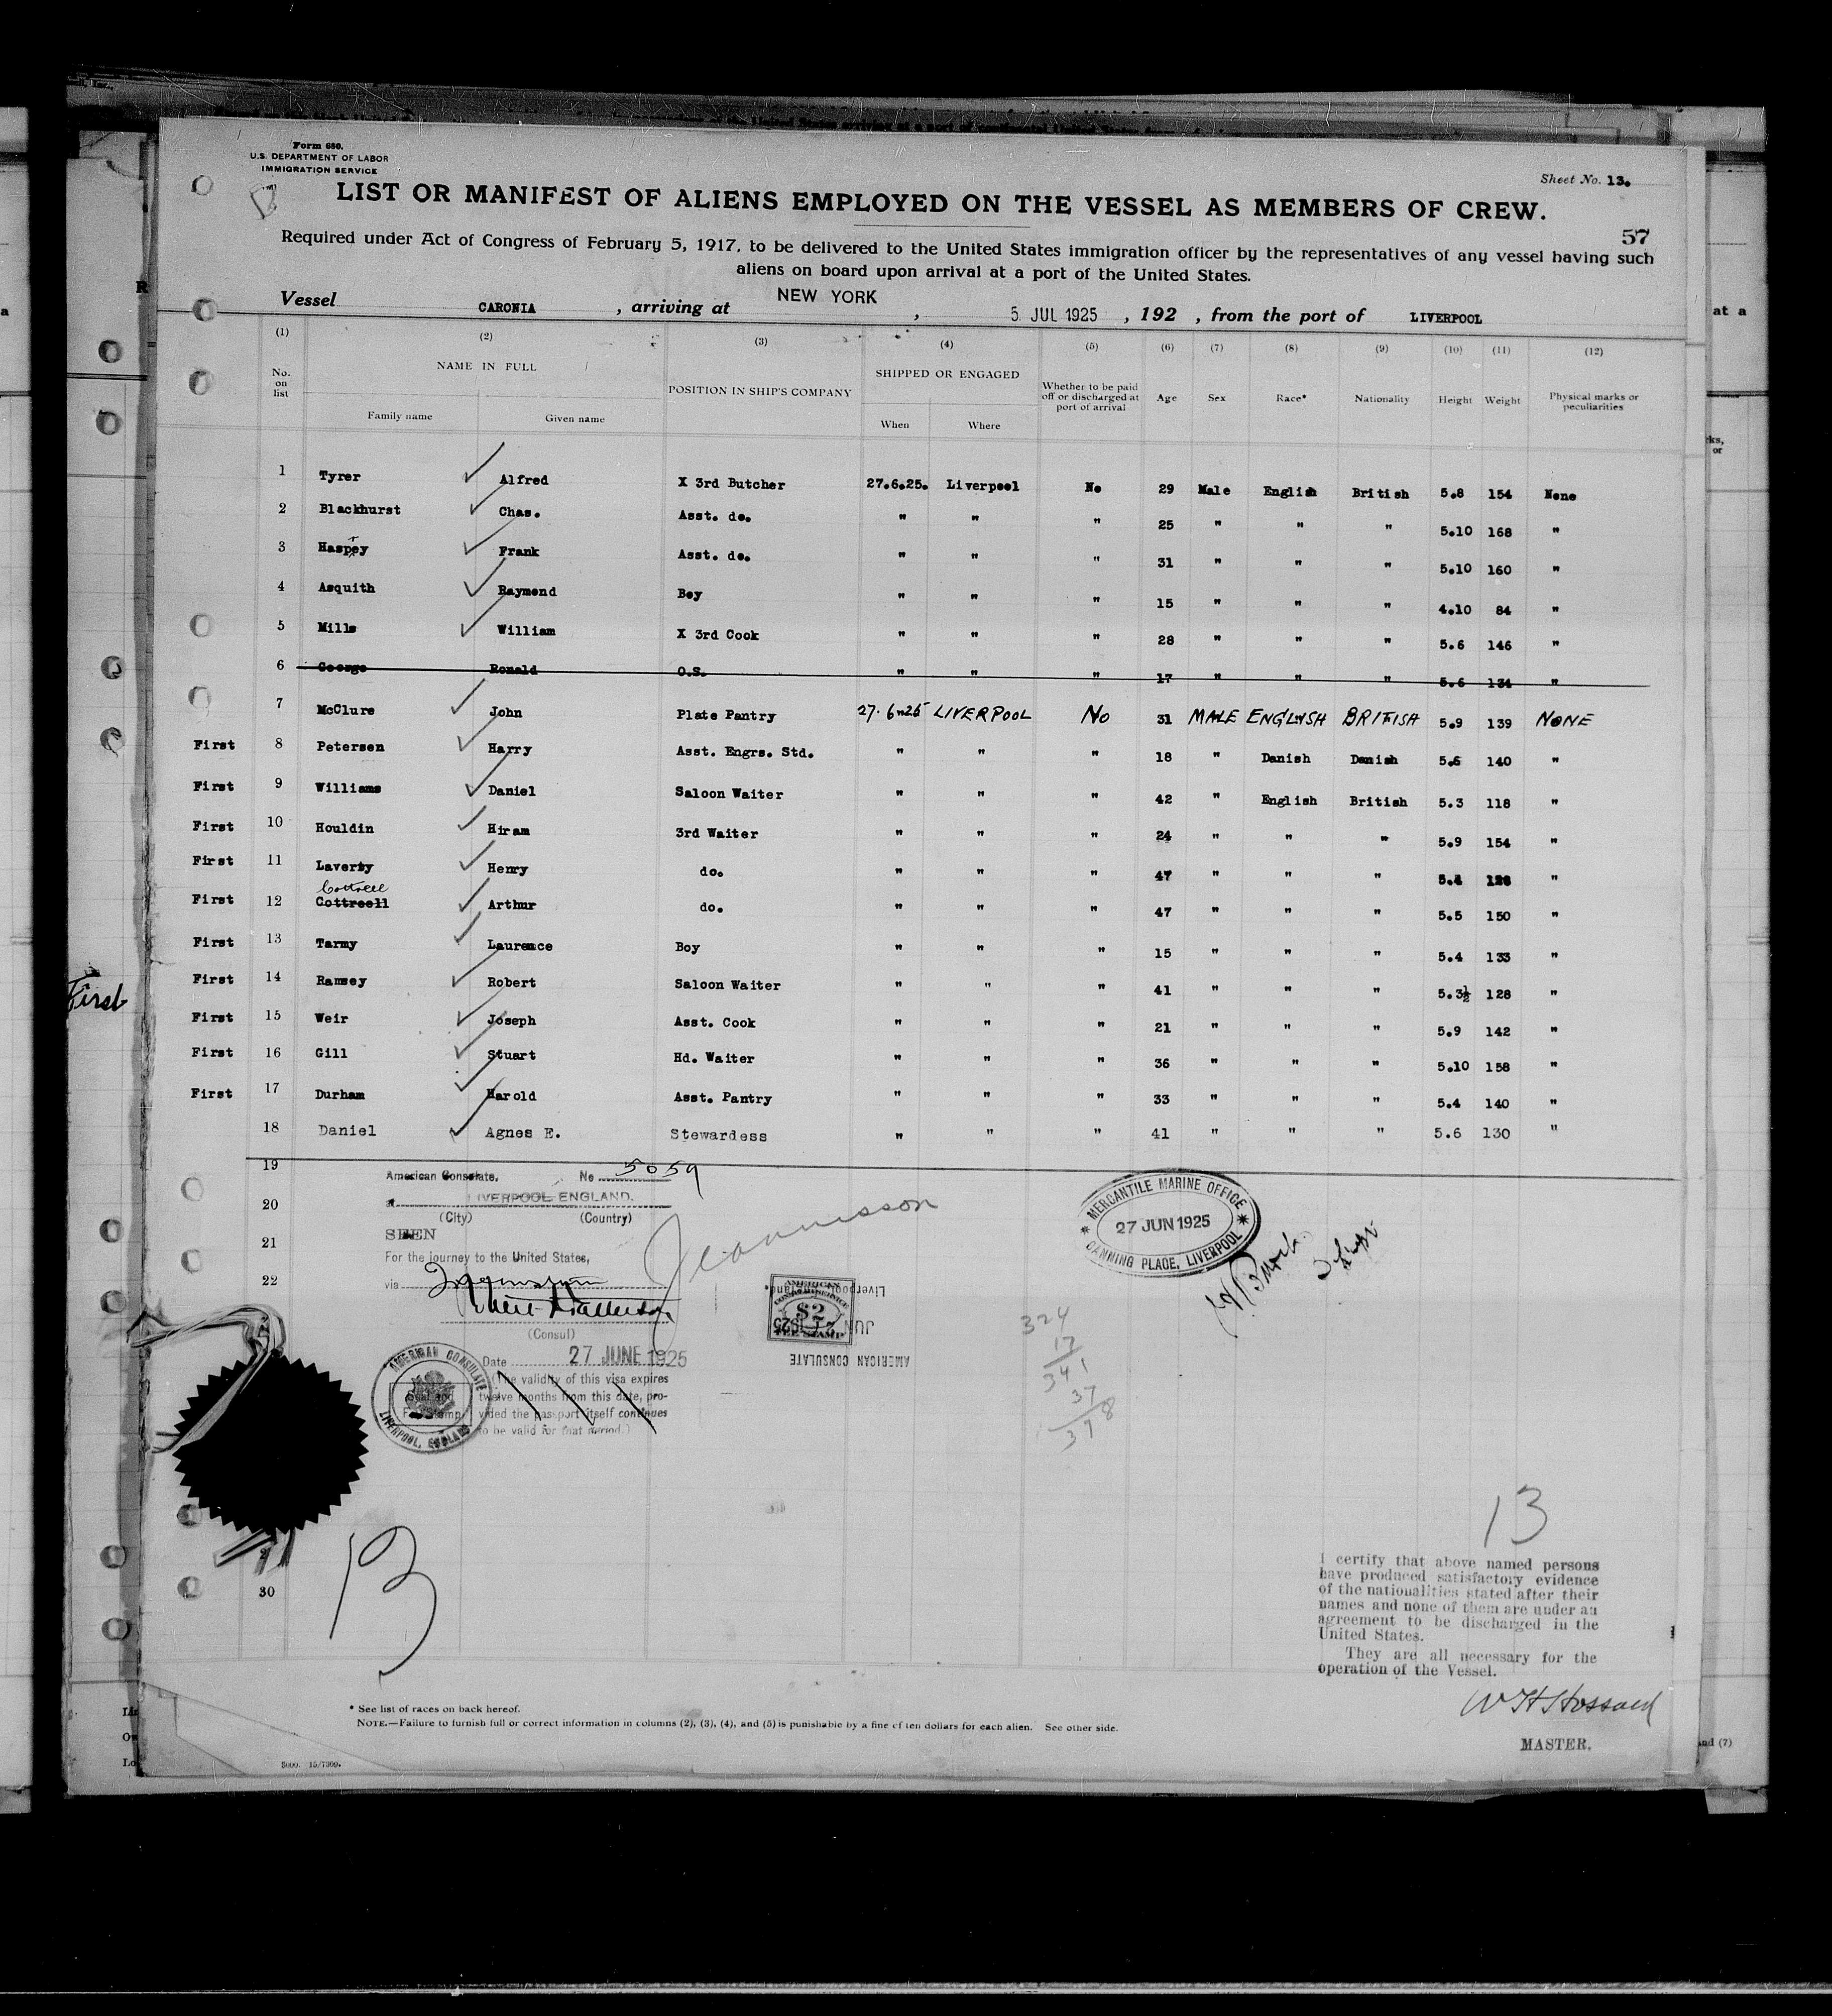 Form 680.
U.S. DEPARTMENT OF LABOR
IMMIGRATION SERVICE
Sheet No. 13.
LIST OR MANIFEST OF ALIENS EMPLOYED ON THE VESSEL AS MEMBERS OF CREW.
57
Required under Act of Congress of February 5, 1917, to be delivered to the United States immigration officer by the representatives of any vessel having such
aliens on board upon arrival at a port of the United States.
Vessel CARONIA , arriving at NEW YORK , 5 JUL 1925 , 192 , from the port of LIVERPOOL
(1) (2) (3) (4) (5) (6) (7) (8) (9) (10) (11) (12)
No. on list NAME IN FULL Family name Given name POSITION IN SHIP'S COMPANY SHIPPED OR ENGAGED When Where Whether to be paid off or discharged at port of arrival Age Sex Race* Nationality Height Weight Physical marks or peculiarities
1 Tyrer Alfred X 3rd Butcher 27.6.25. Liverpool No 29 Male English British 5.8 154 None
2 Blackhurst Chas. Asst. do. " " " 25 " " " 5.10 168 "
3 Frank Asst. do. " " " 31 " " " 5.10 160 "
4 Asquith Raymond Boy " " " 15 " " " 4.10 84 "
5 Mills William X 3rd Cook " " " 28 " " " 5.6 146 "
6 George Ronald O.S. " " " 17 " " " 5.6 134 "
7 McClure John Plate Pantry 27.6.25 LIVERPOOL No 31 MALE ENGLISH BRITISH 5.9 139 NONE
First 8 Petersen Harry Asst. Engrs. Std. " " " 18 " Danish Danish 5.6 140 "
First 9 Williams Daniel Saloon Waiter " " " 42 " English British 5.3 118 "
First 10 Houldin Hiram 3rd Waiter " " " 24 " " " 5.9 154 "
First 11 Laverty Henry do. " " " 47 " " " "
Cottrell
First 12 Cottreell Arthur do. " " " 47 " " " 5.5 150 "
First 13 Tarmy Laurence Boy " " " 15 " " " 5.4 133 "
First 14 Ramsey Robert Saloon Waiter " " " 41 " " " 5.3½ 128 "
First 15 Weir Joseph Asst. Cook " " " 21 " " " 5.9 142 "
First 16 Gill Stuart Hd. Waiter " " " 36 " " " 5.10 158 "
First 17 Durham Harold Asst. Pantry " " " 33 " " " 5.4 140 "
18 Daniel Agnes E. Stewardess " " " 41 " " " 5.6 130 "
First
19
20
21
22
30
American Consulate, No 5059
LIVERPOOL ENGLAND.
(City) (Country)
SEEN
For the journey to the United States,
via
(Consul)
Date 27 JUNE 1925
(The validity of this visa expires
twelve months from this date, pro-
vided the passport itself continues
to be valid for that period.)
AMERICAN CONSULATE
LIVERPOOL, ENGLAND
Seal and
Fee Stamp
AMERICAN
CONSULAR SERVICE
$2
FEE STAMP
AMERICAN CONSULATE
JUN 27 1925
Liverpool, England.
MERCANTILE MARINE OFFICE
27 JUN 1925
CANNING PLACE, LIVERPOOL
324
17
341
37
378
13
13
I certify that above named persons
have produced satisfactory evidence
of the nationalities stated after their
names and none of them are under an
agreement to be discharged in the
United States.
They are all necessary for the
operation of the Vessel.
MASTER.
* See list of races on back hereof.
NOTE.—Failure to furnish full or correct information in columns (2), (3), (4), and (5) is punishable by a fine of ten dollars for each alien. See other side.